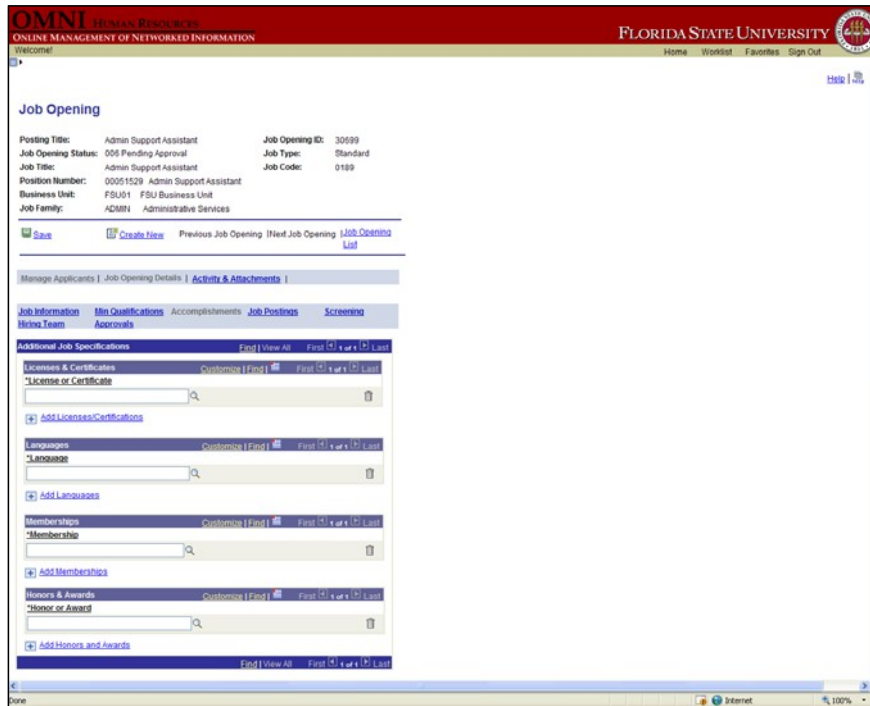 OMNI HUMAN RESOURCES
ONLINE MANAGEMENT OF NETWORKED INFORMATION
FLORIDA STATE UNIVERSITY
Welcome!
Home Worklist Favorites Sign Out
Help |
Job Opening
Posting Title: Admin Support Assistant Job Opening ID: 30699
Job Opening Status: 006 Pending Approval Job Type: Standard
Job Title: Admin Support Assistant Job Code: 0189
Position Number: 00051529 Admin Support Assistant
Business Unit: FSU01 FSU Business Unit
Job Family: ADMIN Administrative Services
Save Create New Previous Job Opening |Next Job Opening |Job Opening List
Manage Applicants | Job Opening Details | Activity & Attachments |
Job Information Min Qualifications Accomplishments Job Postings Screening
Hiring Team Approvals
Additional Job Specifications Find | View All First 1 of 1 Last
Licenses & Certificates Customize | Find | First 1 of 1 Last
*License or Certificate
Add Licenses/Certifications
Languages Customize | Find | First 1 of 1 Last
*Language
Add Languages
Memberships Customize | Find | First 1 of 1 Last
*Membership
Add Memberships
Honors & Awards Customize | Find | First 1 of 1 Last
*Honor or Award
Add Honors and Awards
Find | View All First 1 of 1 Last
Done Internet 100%